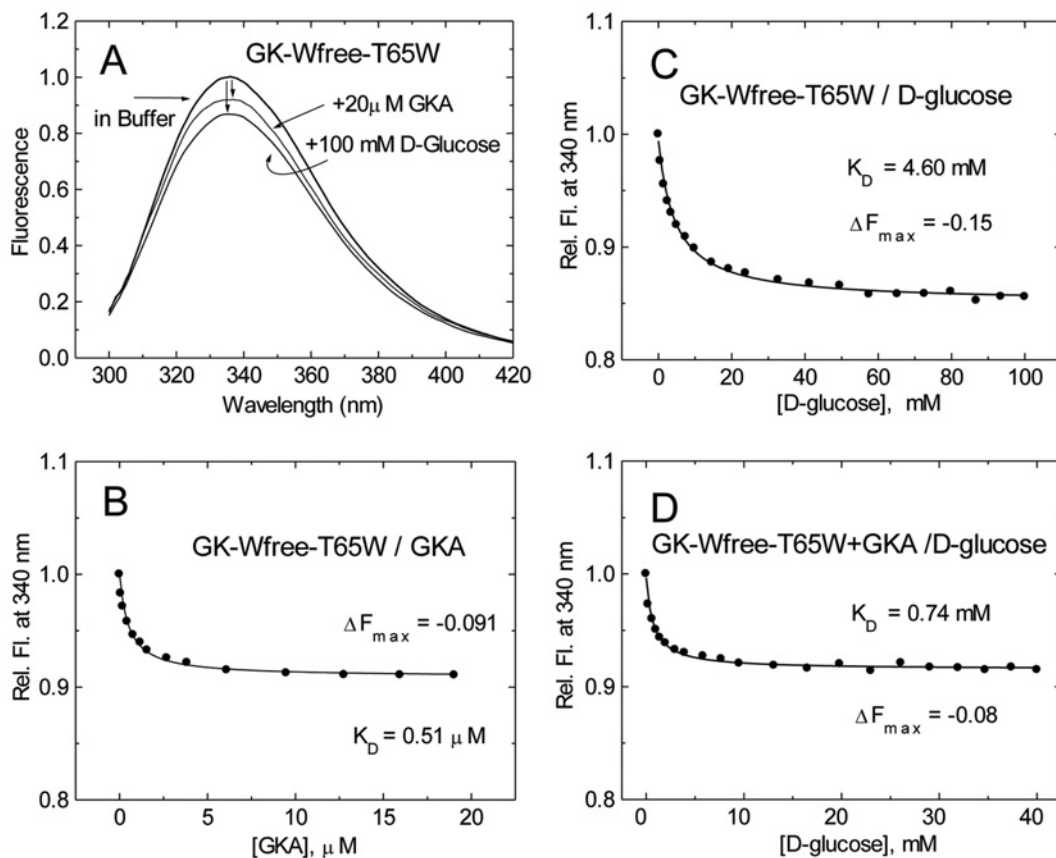 A
GK-Wfree-T65W
in Buffer
+20μ M GKA
+100 mM D-Glucose
Fluorescence
1.2
1.0
0.8
0.6
0.4
0.2
0.0
300 320 340 360 380 400 420
Wavelength (nm)
C
GK-Wfree-T65W / D-glucose
K_D = 4.60 mM
ΔF_max = -0.15
Rel. Fl. at 340 nm
1.1
1.0
0.9
0.8
0 20 40 60 80 100
[D-glucose], mM
B
GK-Wfree-T65W / GKA
ΔF_max = -0.091
K_D = 0.51 μ M
Rel. Fl. at 340 nm
1.1
1.0
0.9
0.8
0 5 10 15 20
[GKA], μ M
D
GK-Wfree-T65W+GKA /D-glucose
K_D = 0.74 mM
ΔF_max = -0.08
Rel. Fl. at 340 nm
1.1
1.0
0.9
0.8
0 10 20 30 40
[D-glucose], mM